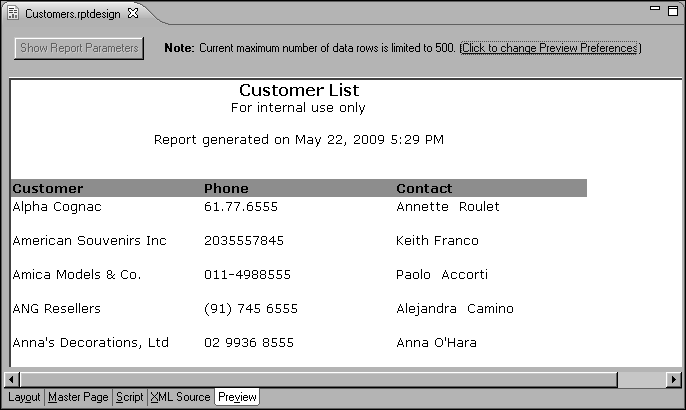 Customers.rptdesign
Show Report Parameters Note: Current maximum number of data rows is limited to 500. (Click to change Preview Preferences)
Customer List
For internal use only
Report generated on May 22, 2009 5:29 PM
Customer Phone Contact
Alpha Cognac 61.77.6555 Annette Roulet
American Souvenirs Inc 2035557845 Keith Franco
Amica Models & Co. 011-4988555 Paolo Accorti
ANG Resellers (91) 745 6555 Alejandra Camino
Anna's Decorations, Ltd 02 9936 8555 Anna O'Hara
Layout Master Page Script XML Source Preview